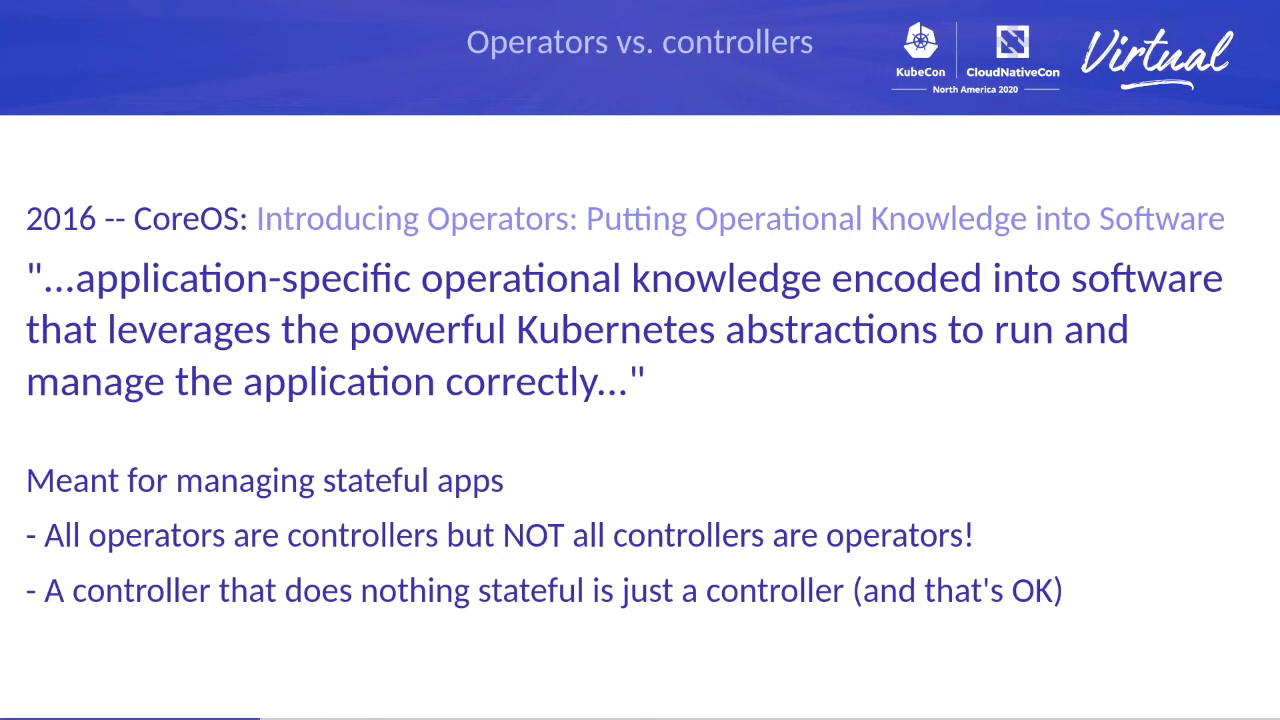 Operators vs. controllers
KubeCon
CloudNativeCon
North America 2020
Virtual
2016 -- CoreOS: Introducing Operators: Putting Operational Knowledge into Software
"...application-specific operational knowledge encoded into software
that leverages the powerful Kubernetes abstractions to run and
manage the application correctly..."
Meant for managing stateful apps
- All operators are controllers but NOT all controllers are operators!
- A controller that does nothing stateful is just a controller (and that's OK)